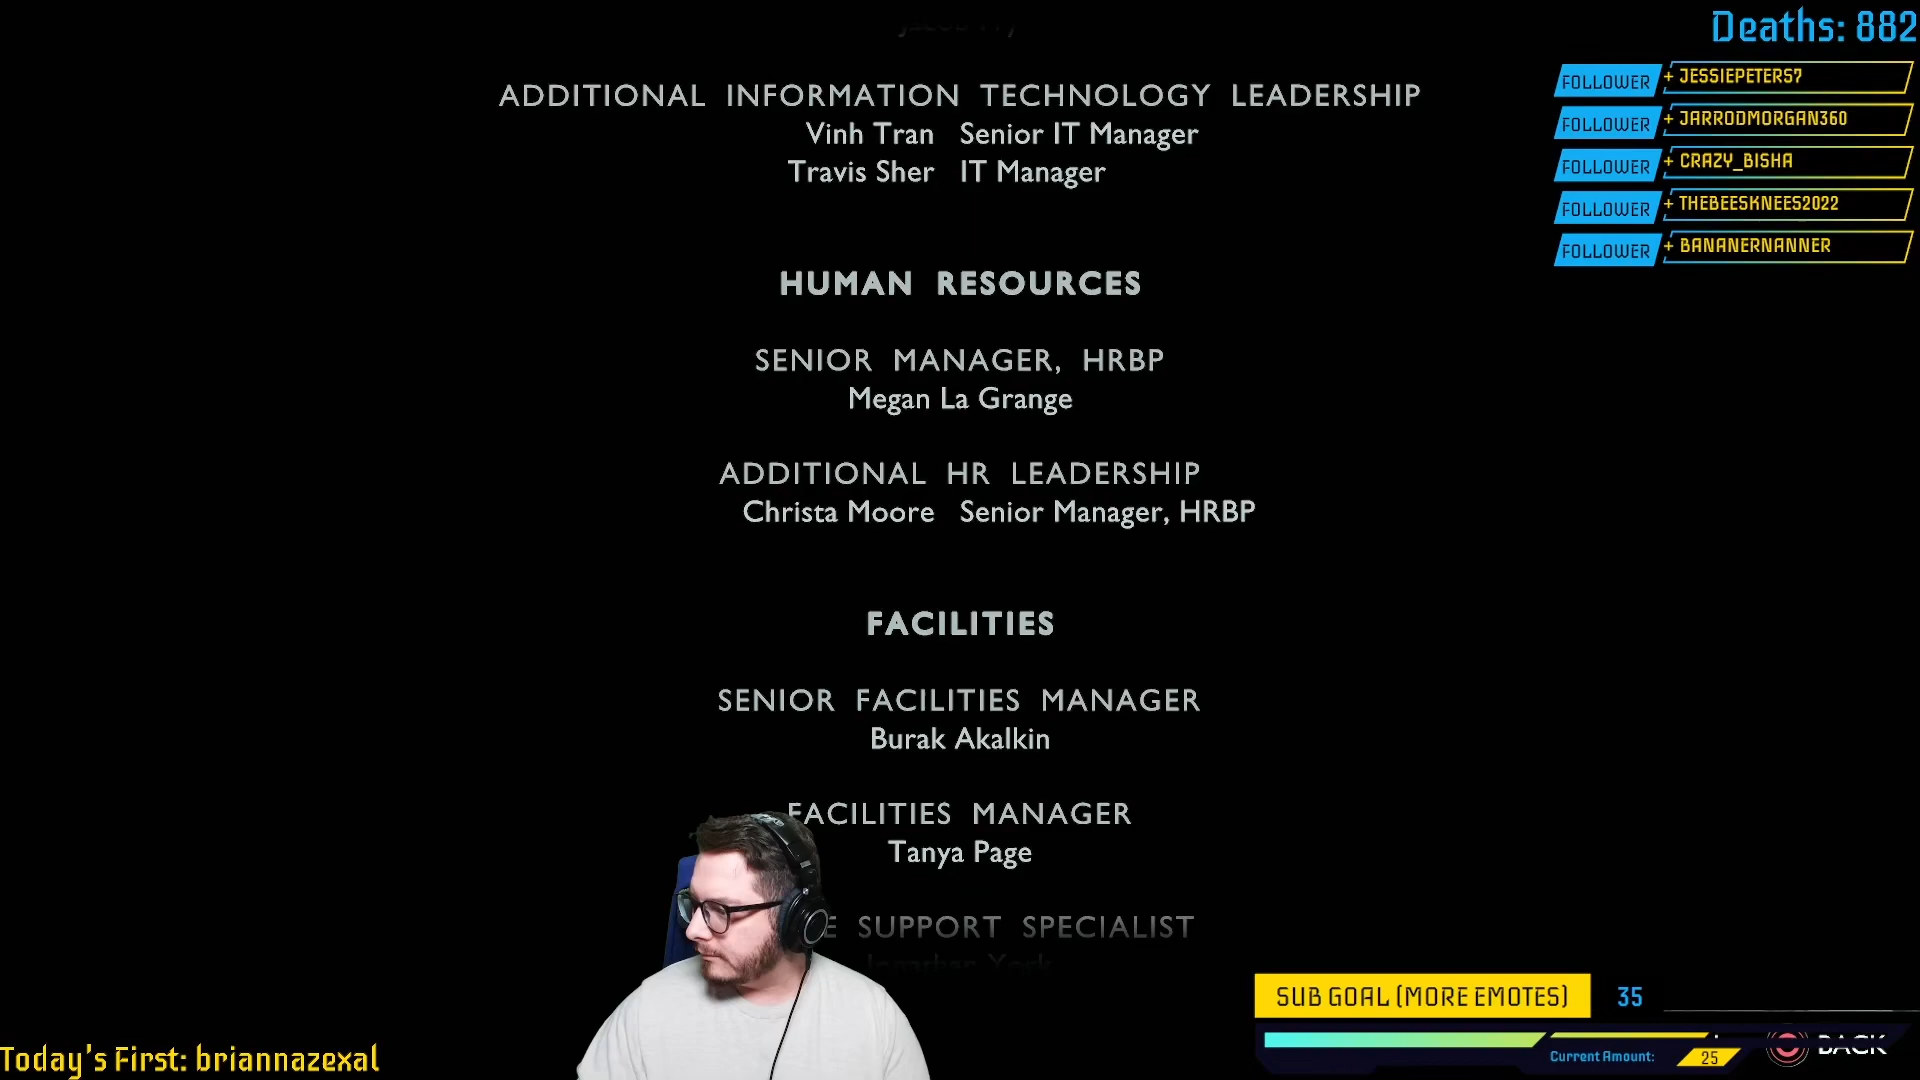 Deaths: 882
ADDITIONAL INFORMATION TECHNOLOGY LEADERSHIP
Vinh Tran Senior IT Manager
Travis Sher IT Manager
FOLLOWER + JESSIEPETERS7
FOLLOWER + JARRODMORGAN360
FOLLOWER + CRAZY_BISHA
FOLLOWER + THEBEESKNEES2022
FOLLOWER + BANANERNANNER
HUMAN RESOURCES
SENIOR MANAGER, HRBP
Megan La Grange
ADDITIONAL HR LEADERSHIP
Christa Moore Senior Manager, HRBP
FACILITIES
SENIOR FACILITIES MANAGER
Burak Akalkin
FACILITIES MANAGER
Tanya Page
SUPPORT SPECIALIST
Jonathan York
SUB GOAL (MORE EMOTES) 35
Current Amount: 25
BACK
Today's First: briannazexal